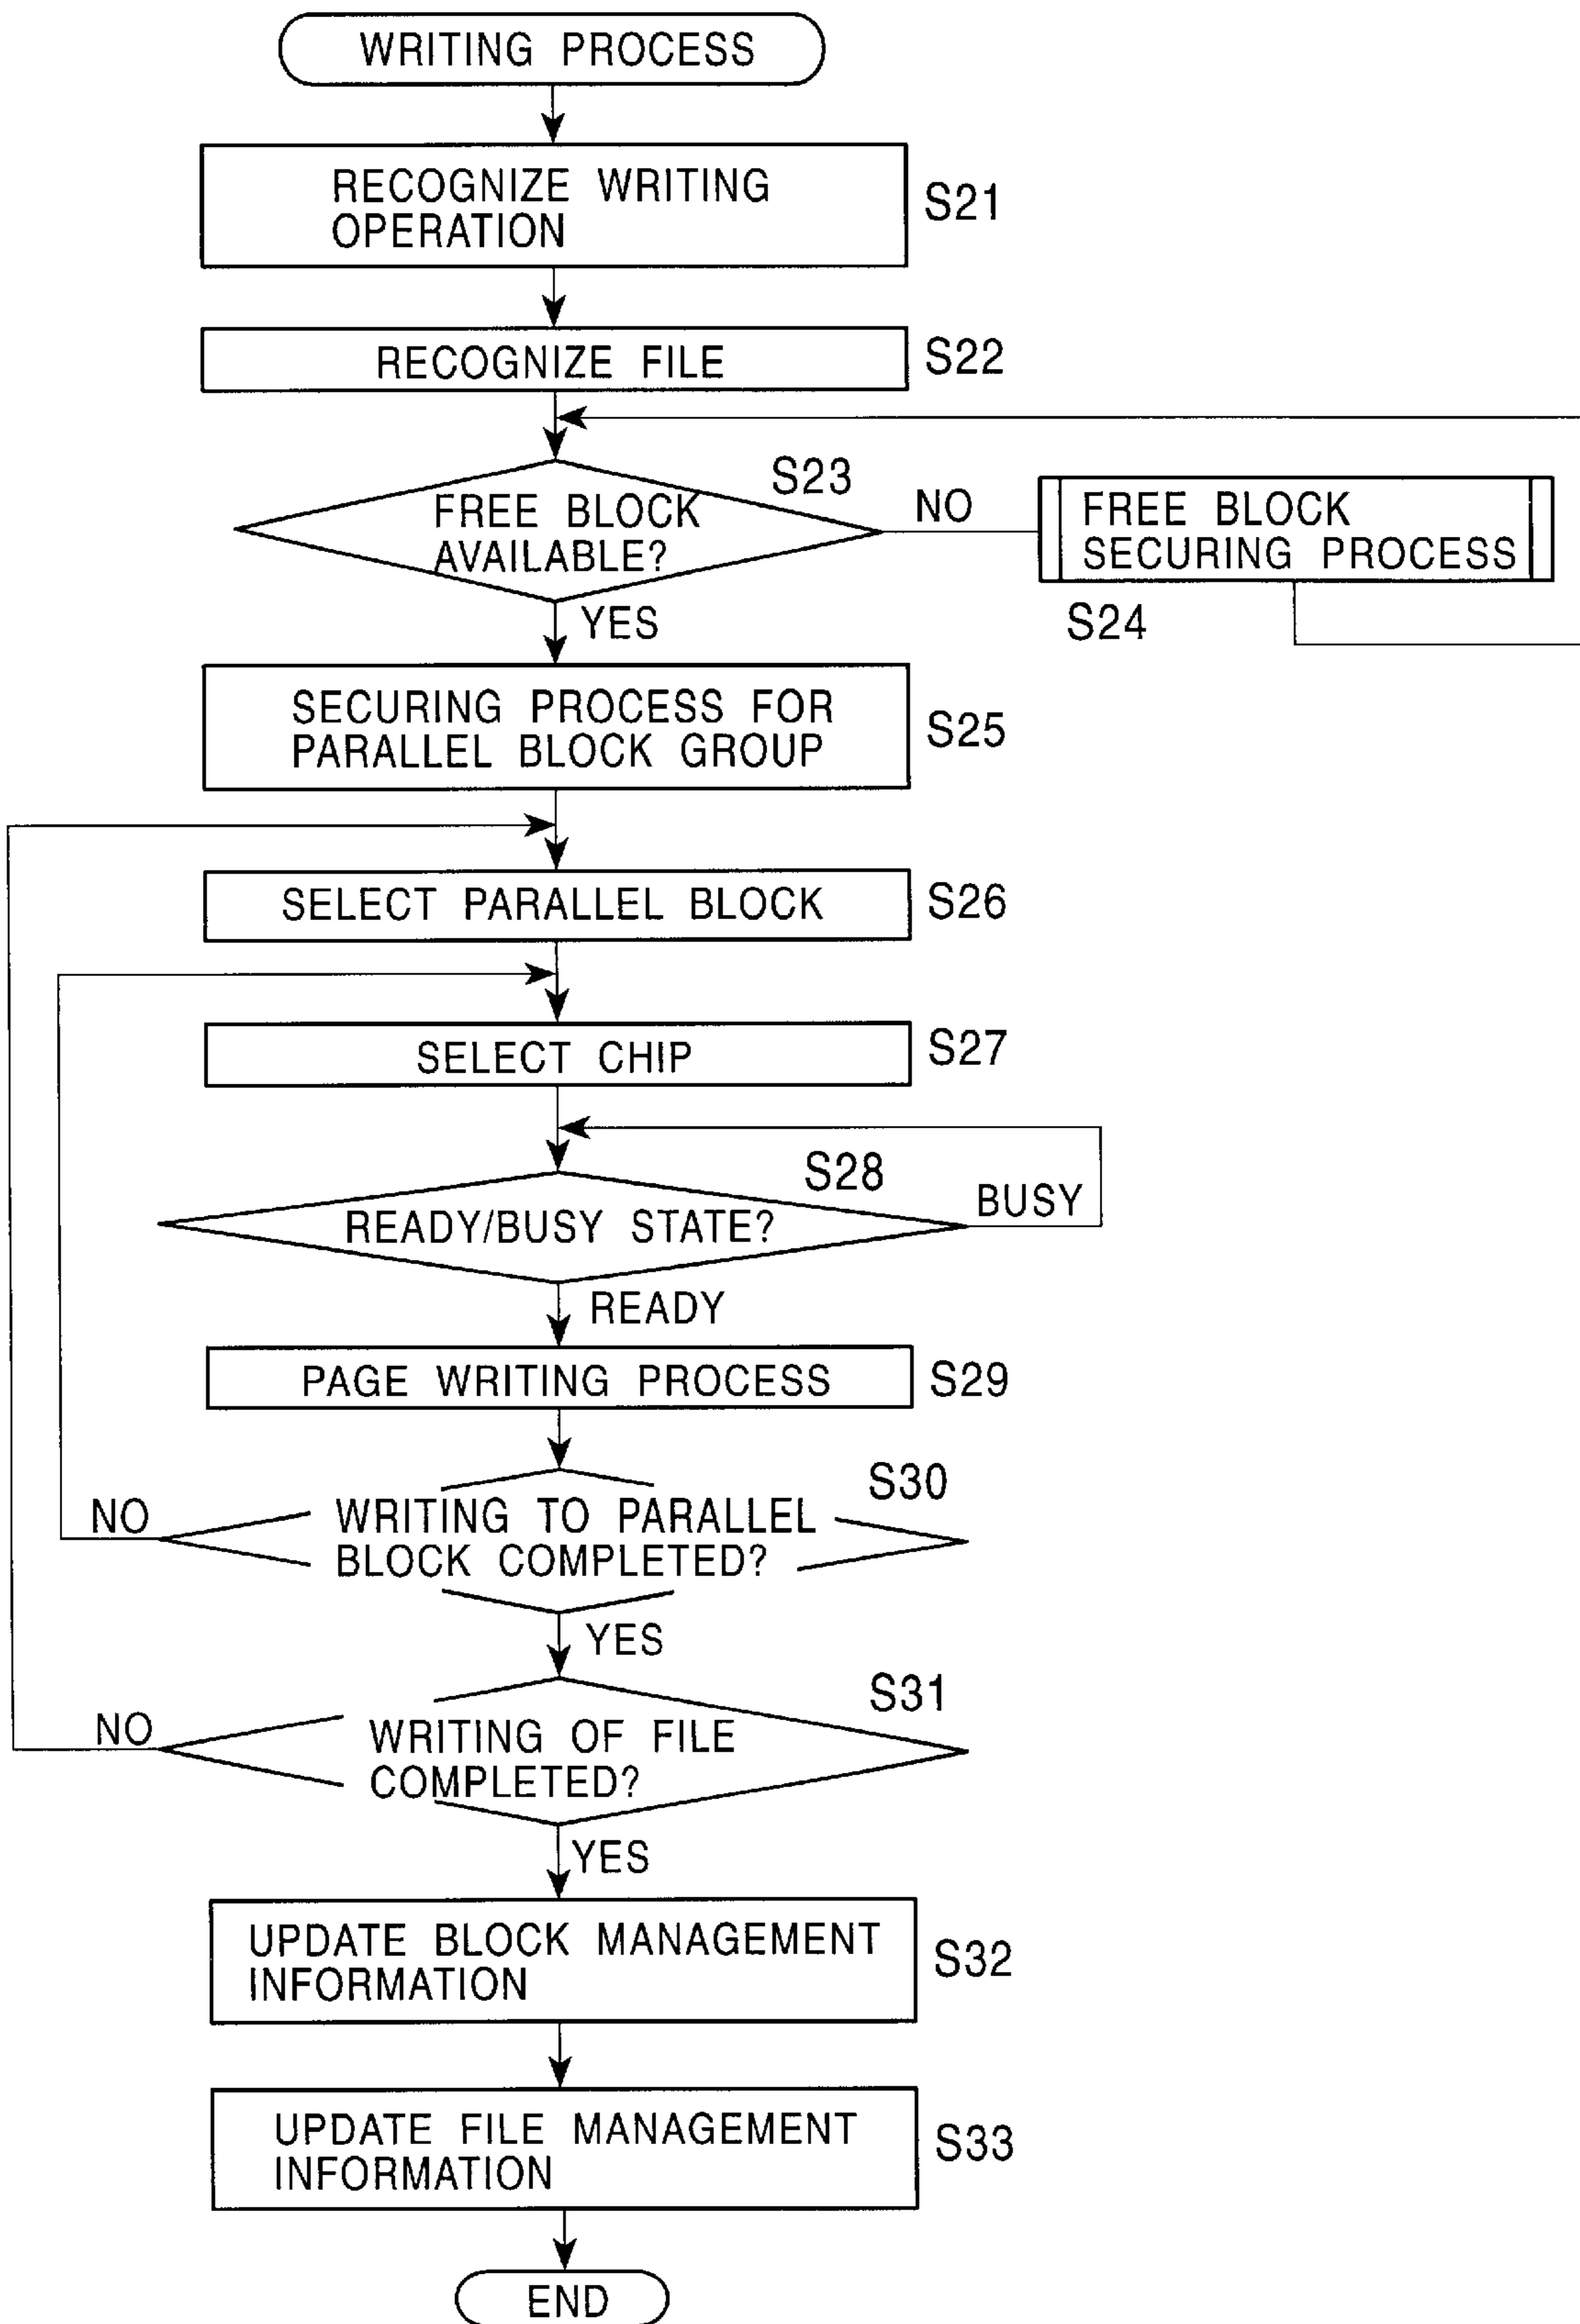 WRITING PROCESS
RECOGNIZE WRITING
OPERATION
S21
RECOGNIZE FILE
S22
S23
FREE BLOCK
AVAILABLE?
NO
FREE BLOCK
SECURING PROCESS
S24
YES
SECURING PROCESS FOR
PARALLEL BLOCK GROUP
S25
SELECT PARALLEL BLOCK
S26
SELECT CHIP
S27
S28
READY/BUSY STATE?
BUSY
READY
PAGE WRITING PROCESS
S29
S30
NO
WRITING TO PARALLEL
BLOCK COMPLETED?
YES
S31
NO
WRITING OF FILE
COMPLETED?
YES
UPDATE BLOCK MANAGEMENT
INFORMATION
S32
UPDATE FILE MANAGEMENT
INFORMATION
S33
END